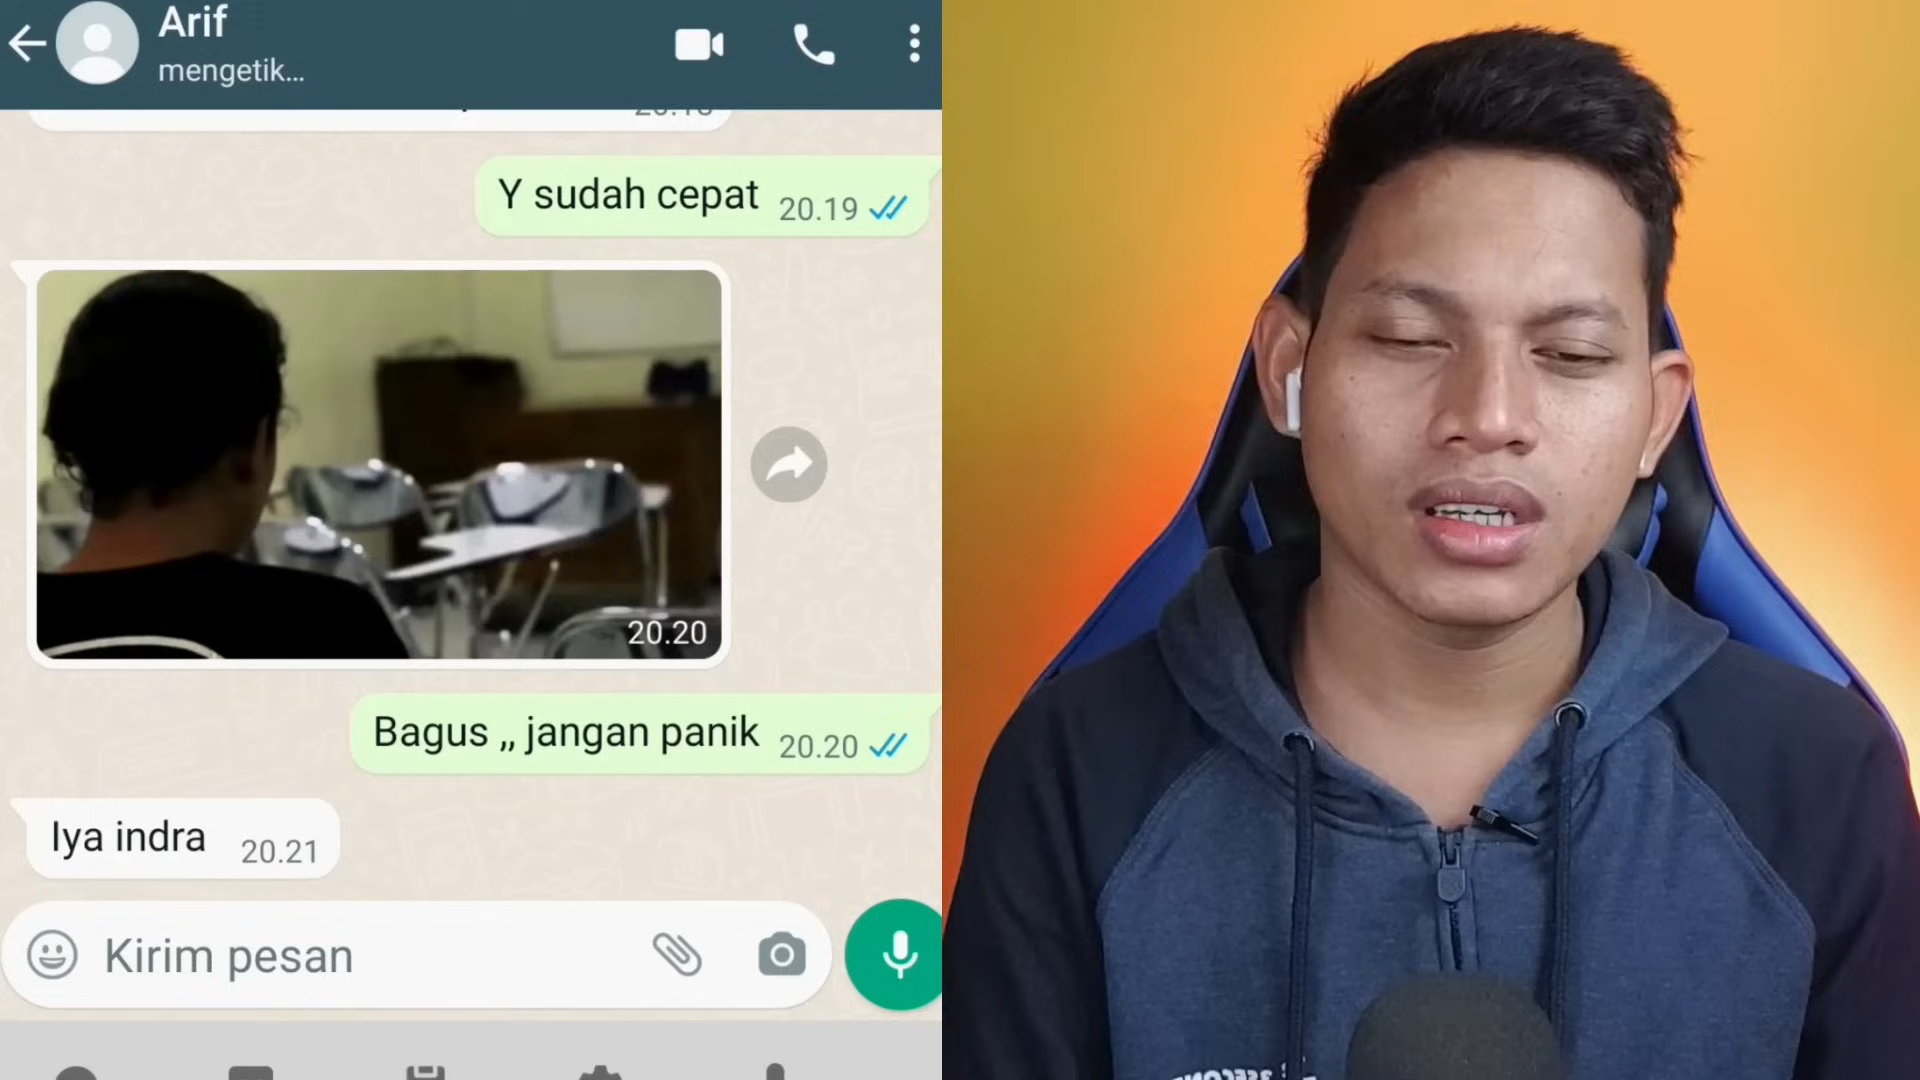 Arif
mengetik...
Y sudah cepat 20.19
20.20
Bagus ,, jangan panik 20.20
Iya indra 20.21
Kirim pesan